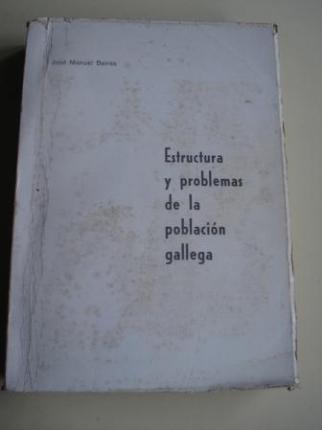 José Manuel Beiras
Estructura
y problemas
de la
población
gallega